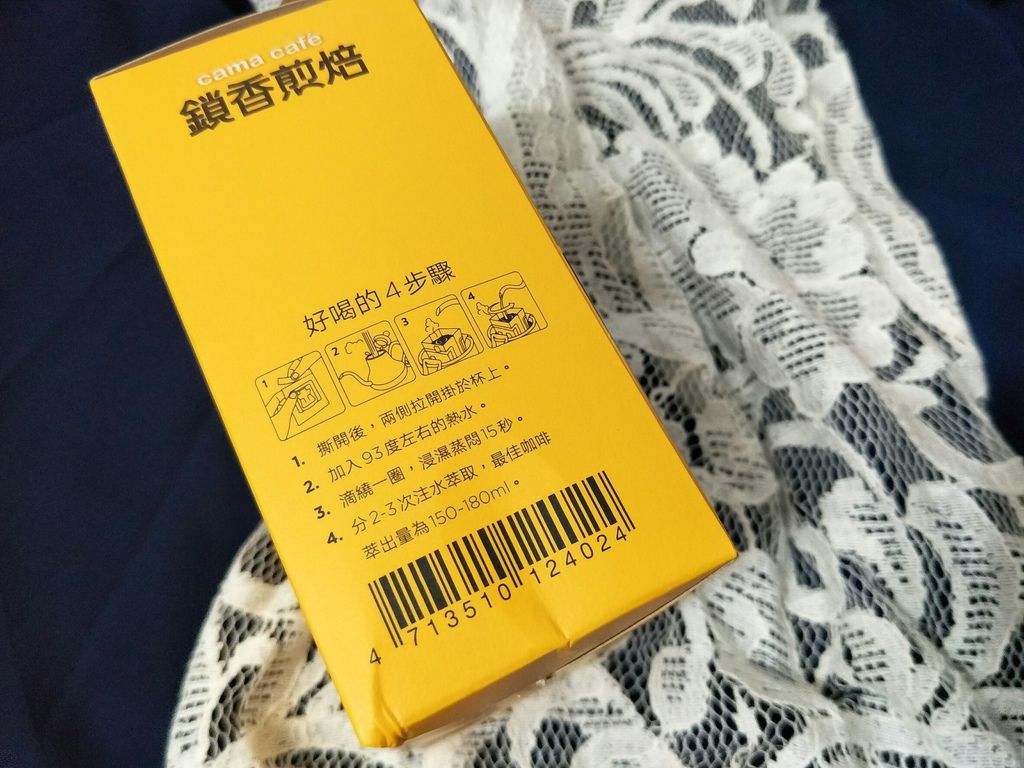 cama café
鎖香煎焙
好喝的4步驟
1 2 3 4
1. 撕開後，兩側拉開掛於杯上。
2. 加入93度左右的熱水。
3. 滴繞一圈，浸濕蒸悶15秒。
4. 分2-3次注水萃取，最佳咖啡
萃出量為150-180ml。
4 713510 124024